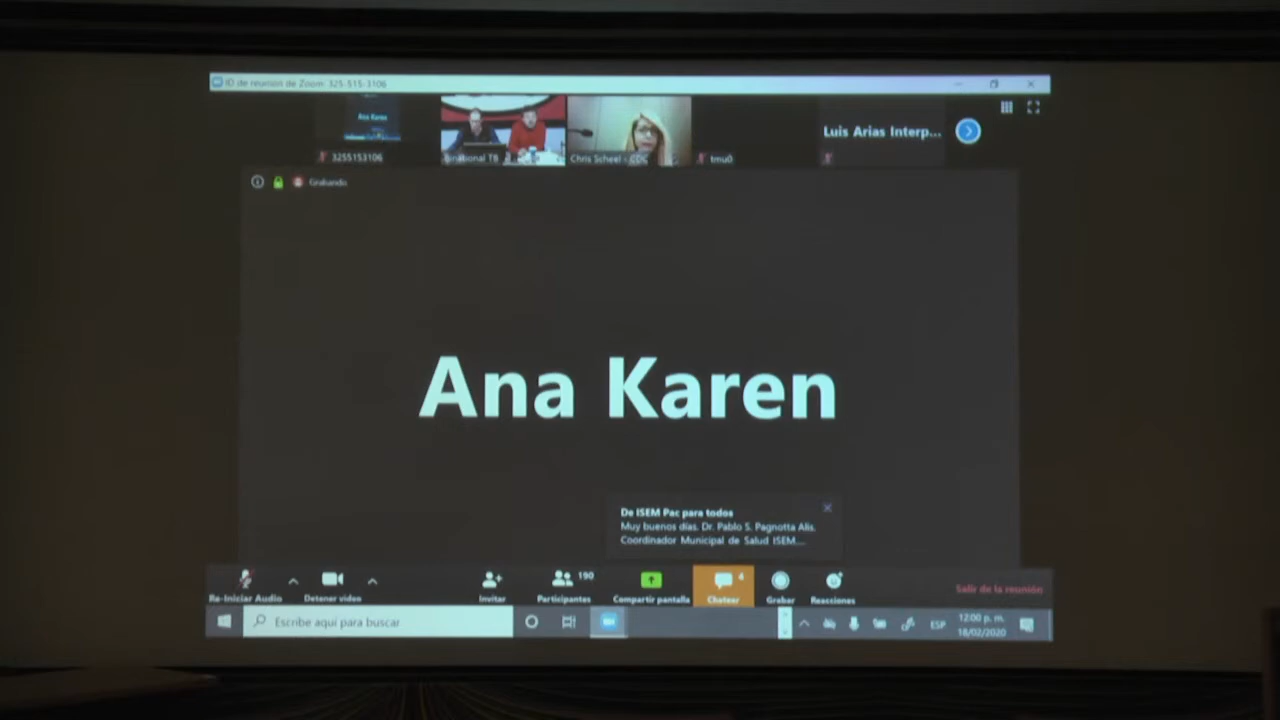 ID de reunión de Zoom: 325-515-3106
Ana Karen
3255153106
Binational TB
Chris Scheel - CDC
tmu0
Luis Arias Interp...
Grabando
Ana Karen
De ISEM Pac para todos
Muy buenos días. Dr. Pablo S. Pagnotta Alis.
Coordinador Municipal de Salud ISEM....
190
4
Re-Iniciar Audio
Detener video
Invitar
Participantes
Compartir pantalla
Chatear
Grabar
Reacciones
Salir de la reunión
Escribe aquí para buscar
ESP
12:00 p. m.
18/02/2020